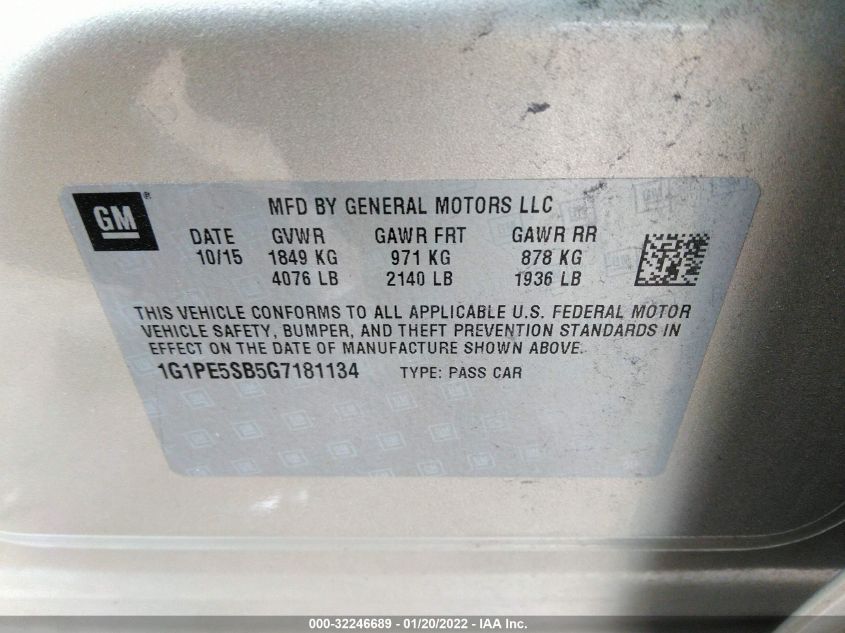 GM ®
MFD BY GENERAL MOTORS LLC
DATE GVWR GAWR FRT GAWR RR
10/15 1849 KG 971 KG 878 KG
4076 LB 2140 LB 1936 LB
THIS VEHICLE CONFORMS TO ALL APPLICABLE U.S. FEDERAL MOTOR
VEHICLE SAFETY, BUMPER, AND THEFT PREVENTION STANDARDS IN
EFFECT ON THE DATE OF MANUFACTURE SHOWN ABOVE.
1G1PE5SB5G7181134 TYPE: PASS CAR
000-32246689 - 01/20/2022 - IAA Inc.